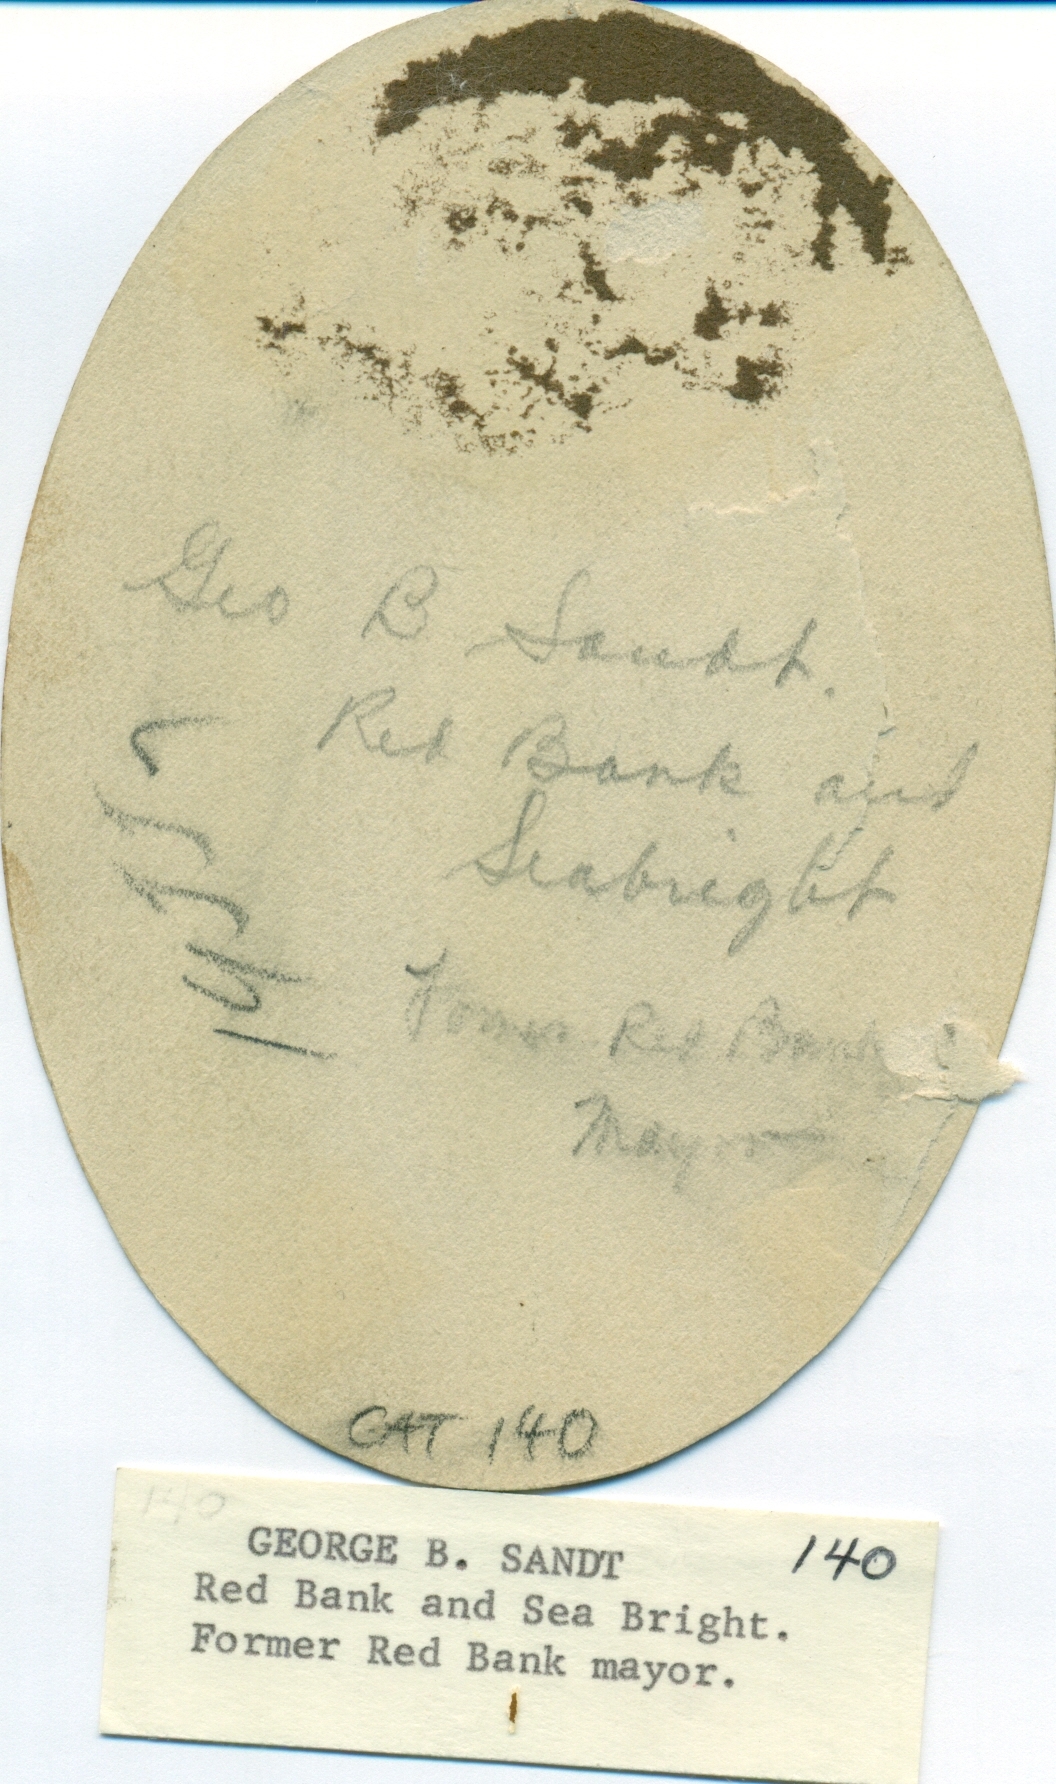 Geo B Sandt.
Red Bank and
Seabright
Former Red Bank
Mayor
CAT 140
140
GEORGE B. SANDT 140
Red Bank and Sea Bright.
Former Red Bank mayor.